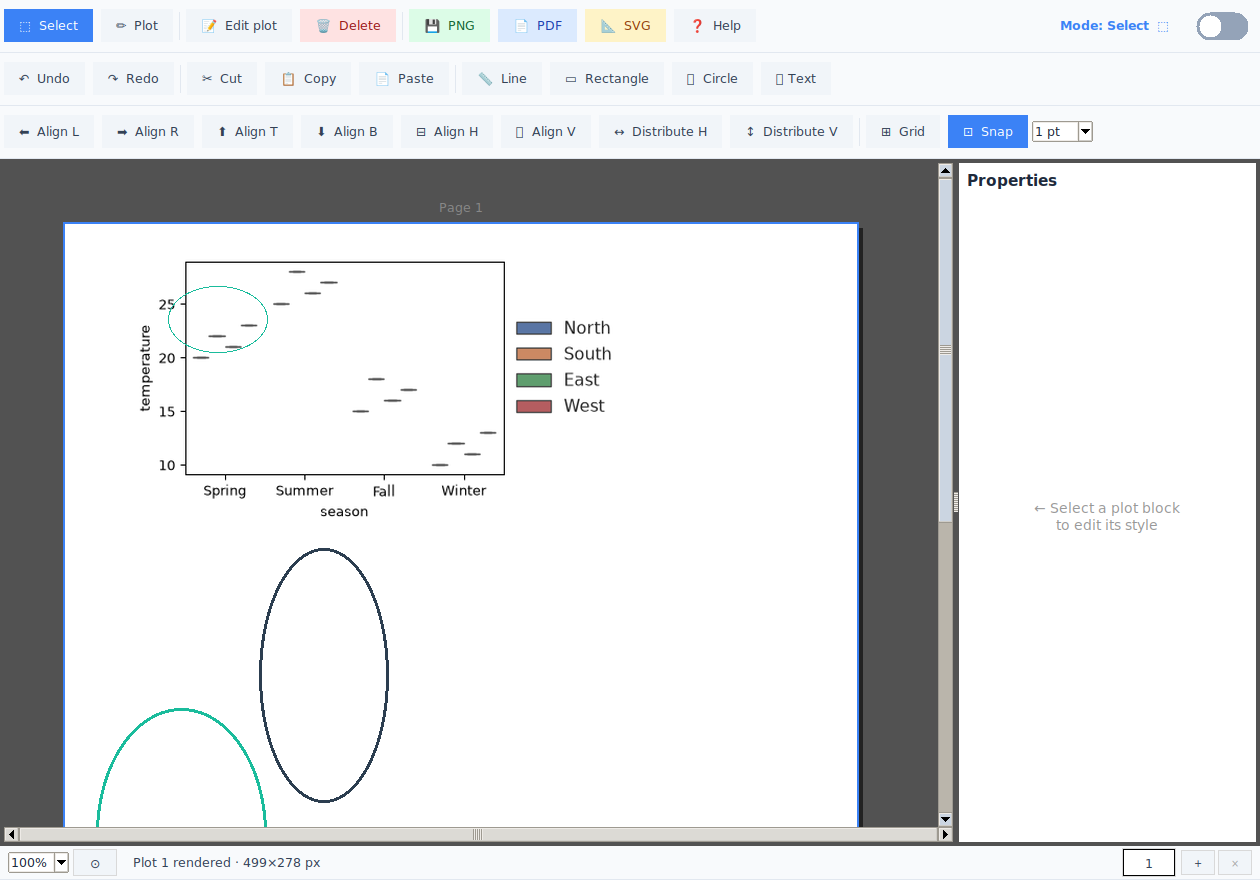 Select Plot Edit plot Delete PNG PDF SVG Help Mode: Select
Undo Redo Cut Copy Paste Line Rectangle Circle Text
Align L Align R Align T Align B Align H Align V Distribute H Distribute V Grid Snap 1 pt
Properties
Page 1
25
20
15
10
temperature
Spring Summer Fall Winter
season
North
South
East
West
← Select a plot block
to edit its style
100% Plot 1 rendered · 499×278 px 1 + ×